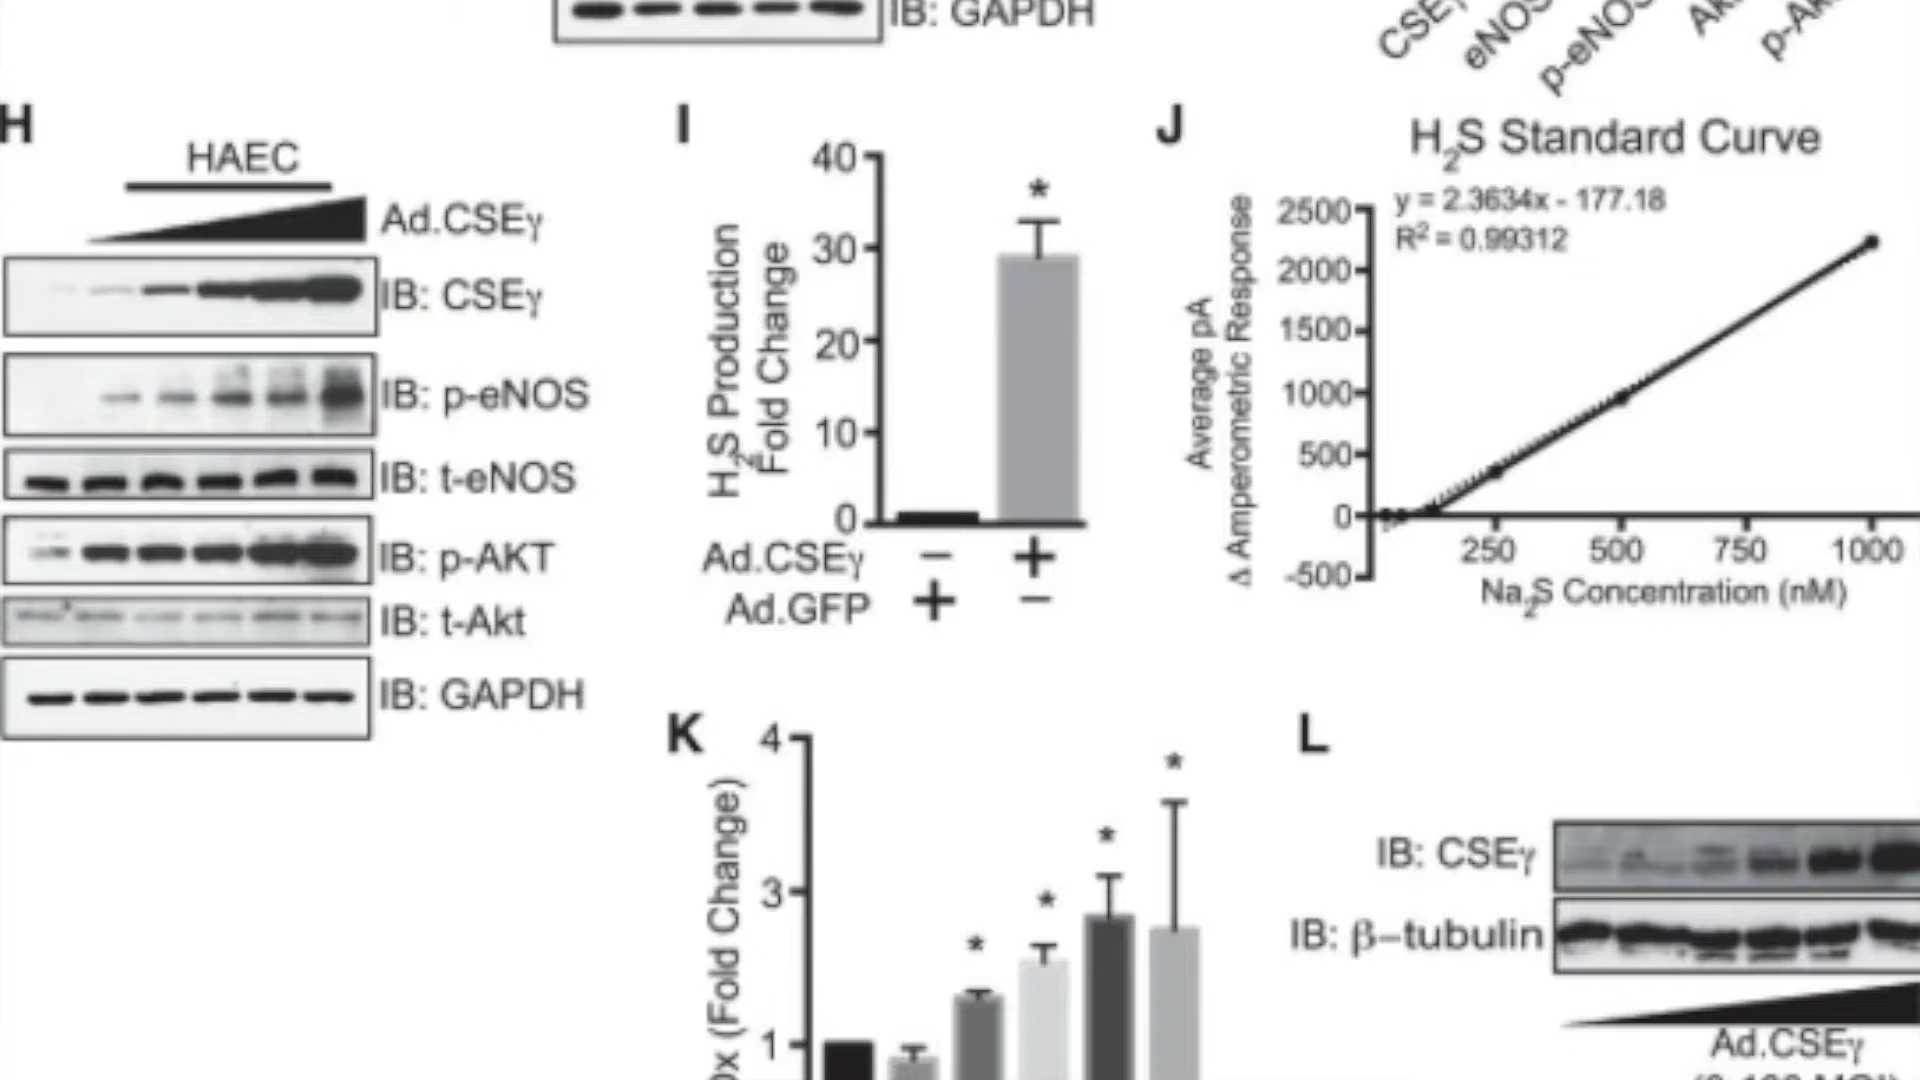 IB: GAPDH
CSEγ
eNOS
p-eNOS
H
HAEC
Ad.CSEγ
IB: CSEγ
IB: p-eNOS
IB: t-eNOS
IB: p-AKT
IB: t-Akt
IB: GAPDH
I
H2S Production
Fold Change
40
30
20
10
0
*
Ad.CSEγ − +
Ad.GFP + −
J
H2S Standard Curve
y = 2.3634x - 177.18
R2 = 0.99312
Average pA
Δ Amperometric Response
2500
2000
1500
1000
500
0
-500
250 500 750 1000
Na2S Concentration (nM)
K
(Fold Change)
4
3
1
* * * *
L
IB: CSEγ
IB: β−tubulin
Ad.CSEγ